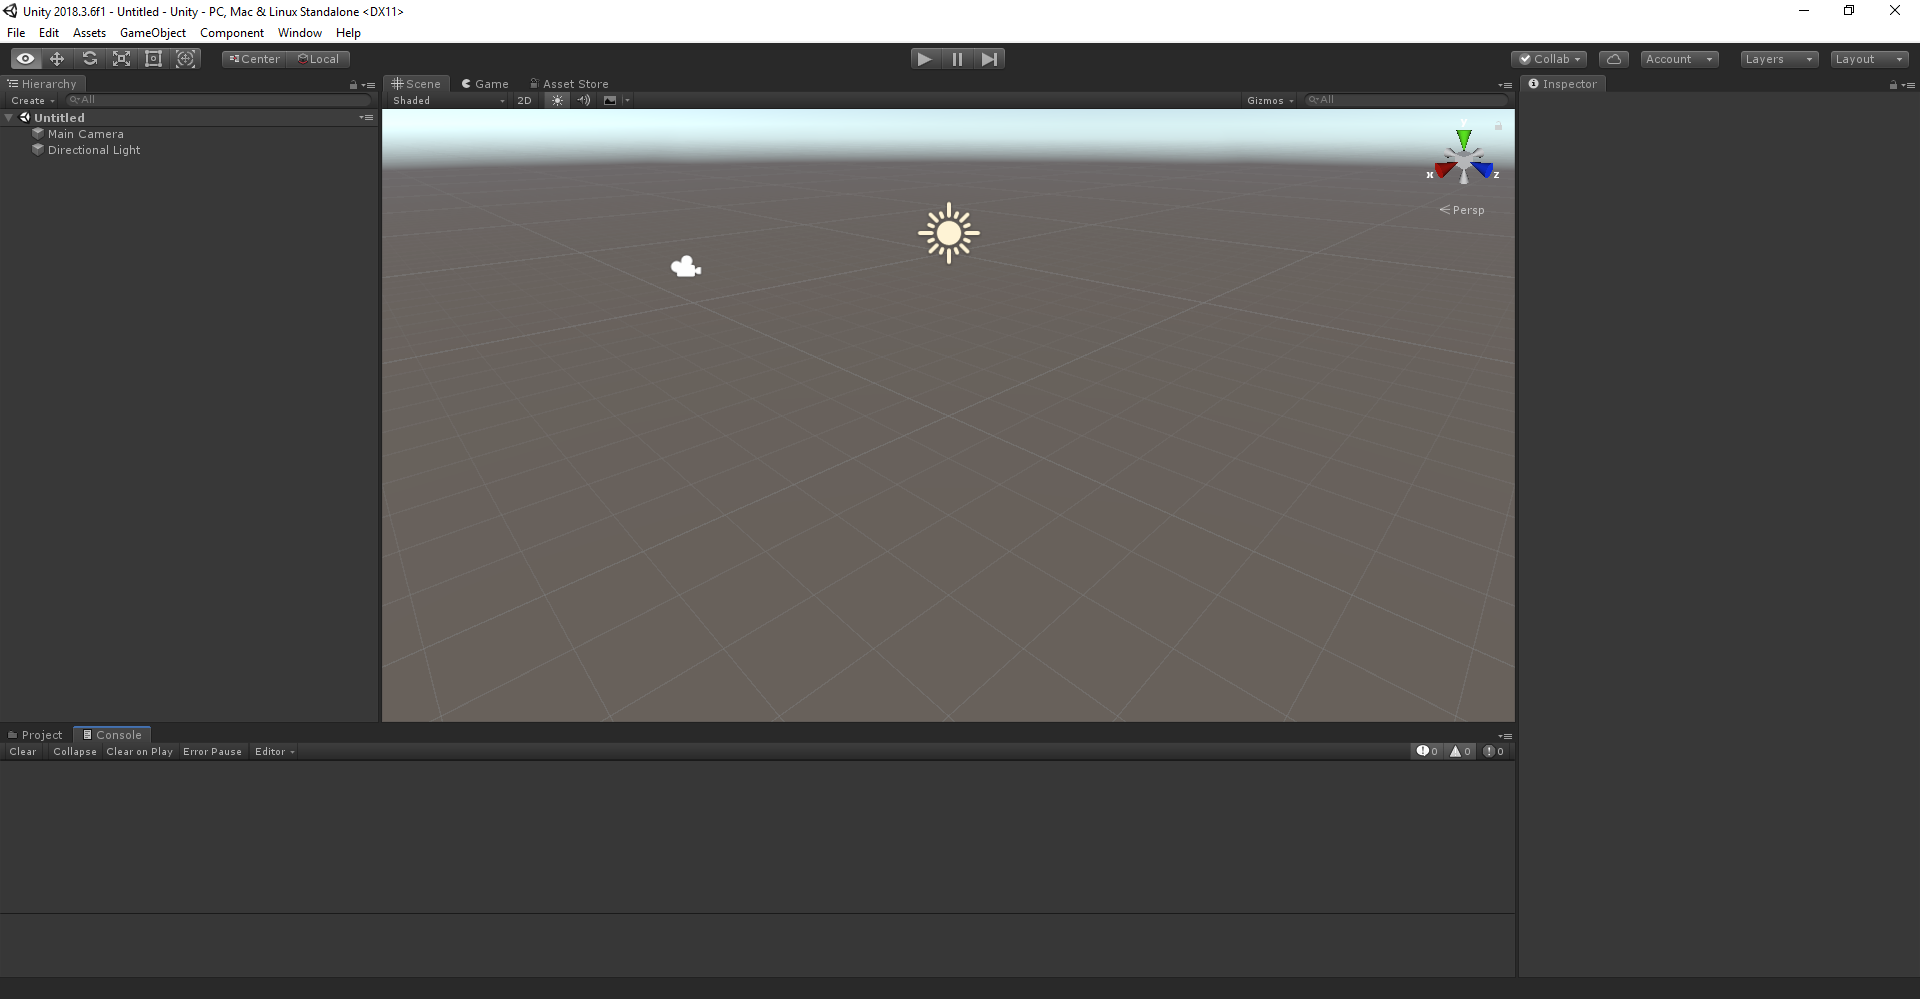 Unity 2018.3.6f1 - Untitled - Unity - PC, Mac & Linux Standalone <DX11>
File Edit Assets GameObject Component Window Help
Center Local Collab Account Layers Layout
Hierarchy Scene Game Asset Store Inspector
Create All Shaded 2D Gizmos All
Untitled
Main Camera
Directional Light
y
x z
Persp
Project Console
Clear Collapse Clear on Play Error Pause Editor 0 0 0